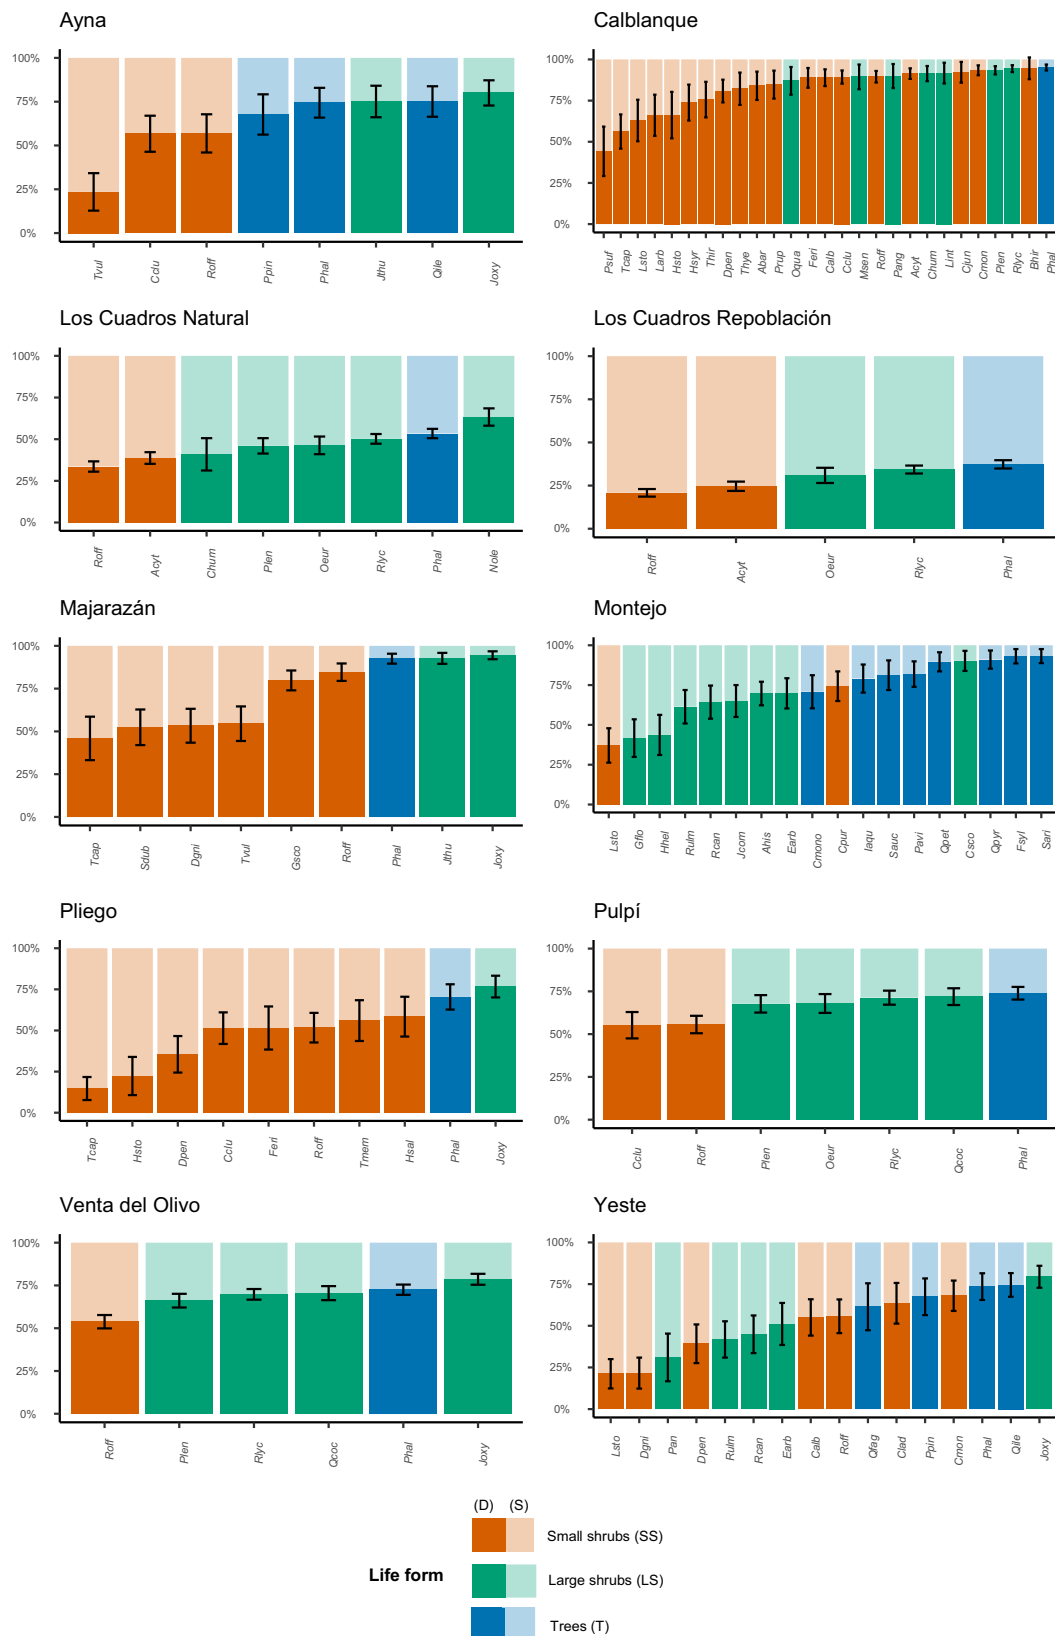 Ayna
100%
75%
50%
25%
0%
Tvul Cclu Roff Ppin Phal Jthu Qile Joxy
Calblanque
100%
75%
50%
25%
0%
Psuf Tcap Lsto Larb Hsto Hsyr Thir Dpen Thye Abar Prup Oqua Feri Calb Cclu Msen Roff Pang Acyt Chum Lint Cjun Cmon Plen Rlyc Bhir Phal
Los Cuadros Natural
100%
75%
50%
25%
0%
Roff Acyt Chum Plen Oeur Rlyc Phal Nole
Los Cuadros Repoblación
100%
75%
50%
25%
0%
Roff Acyt Oeur Rlyc Phal
Majarazán
100%
75%
50%
25%
0%
Tcap Sdub Dgni Tvul Gsco Roff Phal Jthu Joxy
Montejo
100%
75%
50%
25%
0%
Lsto Gflo Hhel Rulm Rcan Jcom Ahis Earb Cmono Cpur Iaqu Sauc Pavi Qpet Csco Qpyr Fsyl Sari
Pliego
100%
75%
50%
25%
0%
Tcap Hsto Dpen Cclu Feri Roff Tmem Hsal Phal Joxy
Pulpí
100%
75%
50%
25%
0%
Cclu Roff Plen Oeur Rlyc Qcoc Phal
Venta del Olivo
100%
75%
50%
25%
0%
Roff Plen Rlyc Qcoc Phal Joxy
Yeste
100%
75%
50%
25%
0%
Lsto Dgni Pan Dpen Rulm Rcan Earb Calb Roff Qfag Clad Ppin Cmon Phal Qile Joxy
(D) (S)
Small shrubs (SS)
Life form
Large shrubs (LS)
Trees (T)